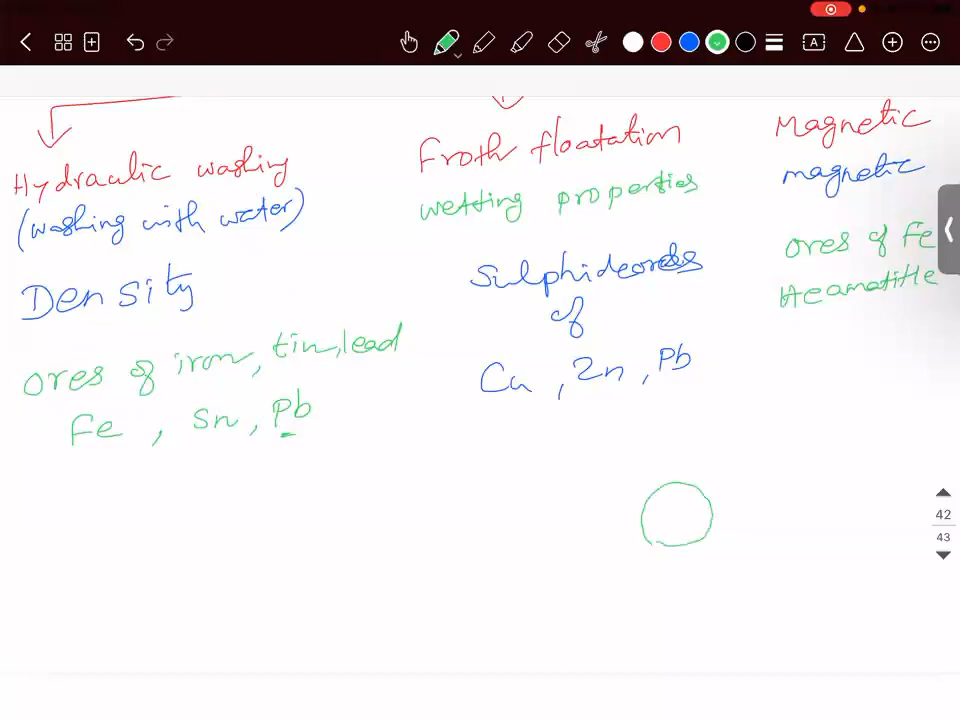 Hydraulic washing
(washing with water)
Density
ores of iron, tin, lead
Fe, Sn, Pb
Froth floatation
wetting properties
Sulphide ores
of
Cu, Zn, Pb
Magnetic
magnetic
ores of Fe
Heamatitte
A
42
43